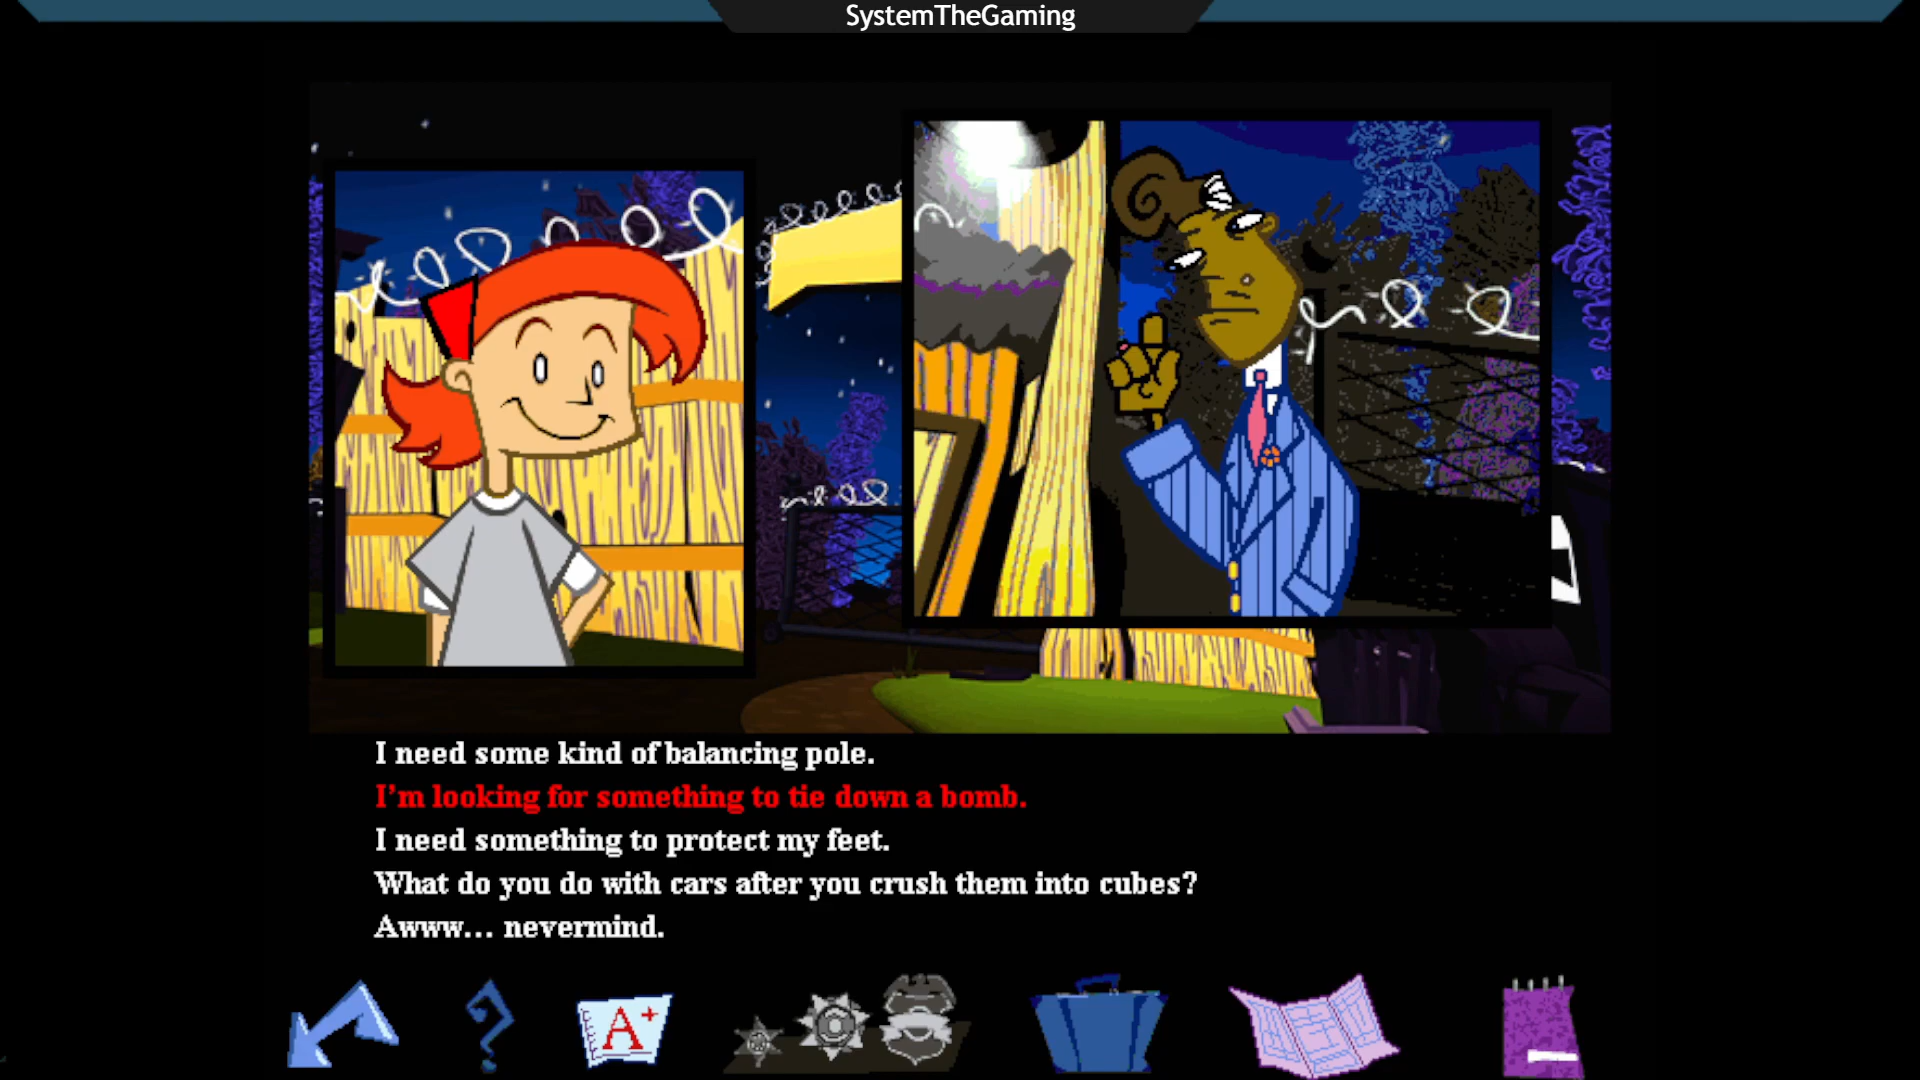 SystemTheGaming
I need some kind of balancing pole.
I'm looking for something to tie down a bomb.
I need something to protect my feet.
What do you do with cars after you crush them into cubes?
Awww... nevermind.
A+